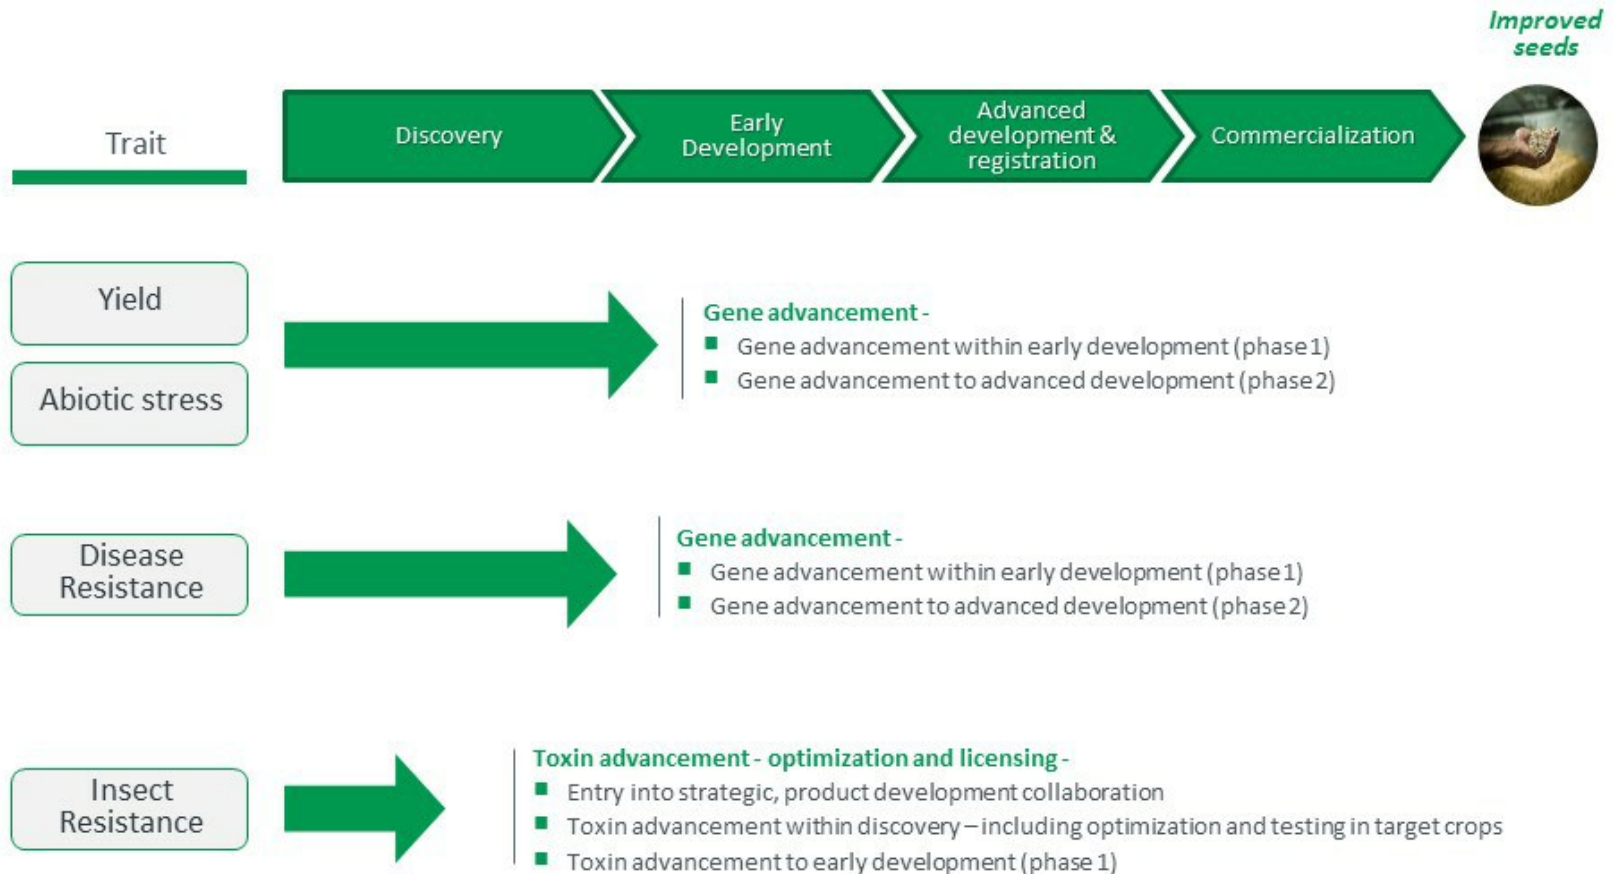 Improved
seeds
Trait
Discovery
Early
Development
Advanced
development &
registration
Commercialization
Yield
Abiotic stress
Gene advancement -
Gene advancement within early development (phase 1)
Gene advancement to advanced development (phase 2)
Disease
Resistance
Gene advancement -
Gene advancement within early development (phase 1)
Gene advancement to advanced development (phase 2)
Insect
Resistance
Toxin advancement - optimization and licensing -
Entry into strategic, product development collaboration
Toxin advancement within discovery – including optimization and testing in target crops
Toxin advancement to early development (phase 1)